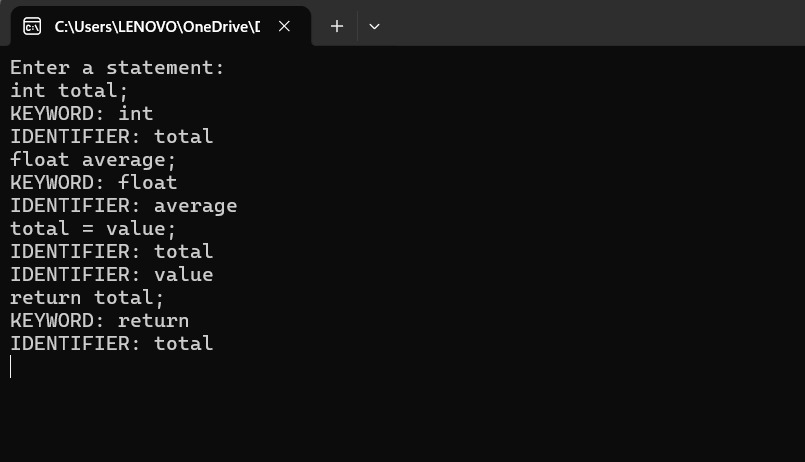 C:\Users\LENOVO\OneDrive\D
Enter a statement:
int total;
KEYWORD: int
IDENTIFIER: total
float average;
KEYWORD: float
IDENTIFIER: average
total = value;
IDENTIFIER: total
IDENTIFIER: value
return total;
KEYWORD: return
IDENTIFIER: total